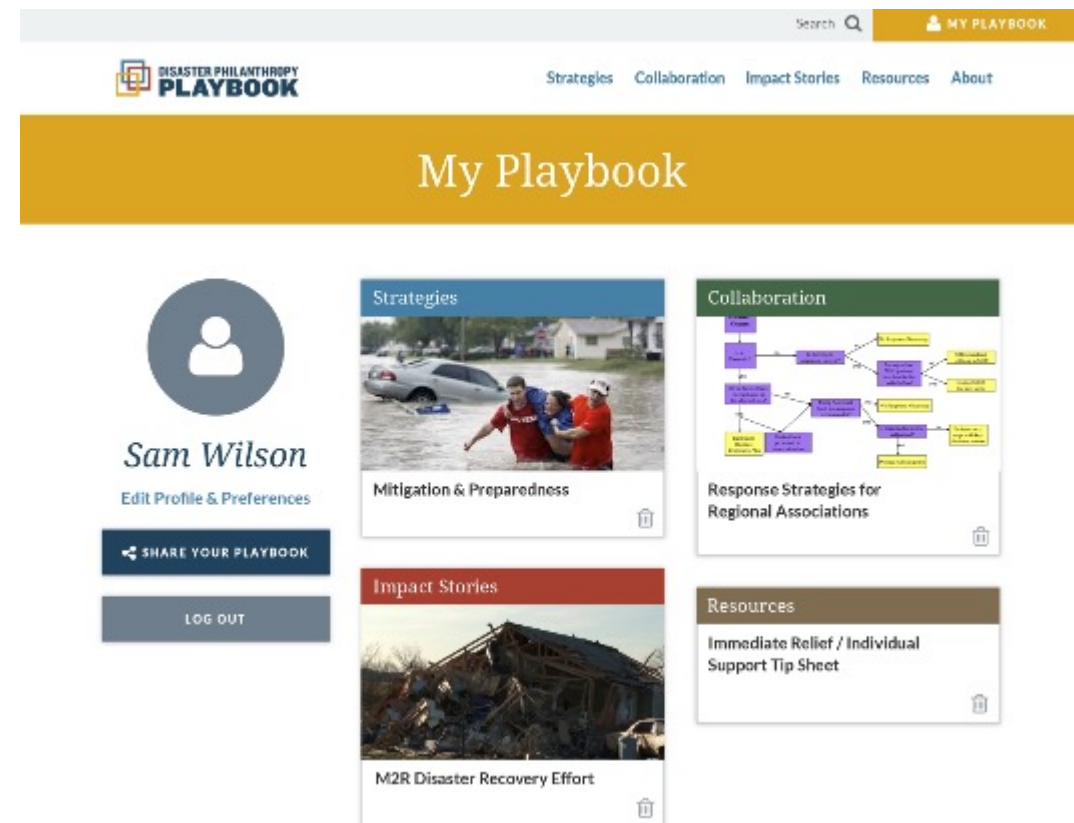 Search
MY PLAYBOOK
DISASTER PHILANTHROPY
PLAYBOOK
Strategies Collaboration Impact Stories Resources About
My Playbook
Sam Wilson
Edit Profile & Preferences
SHARE YOUR PLAYBOOK
LOG OUT
Strategies
Mitigation & Preparedness
Collaboration
Response Strategies for
Regional Associations
Impact Stories
M2R Disaster Recovery Effort
Resources
Immediate Relief / Individual
Support Tip Sheet